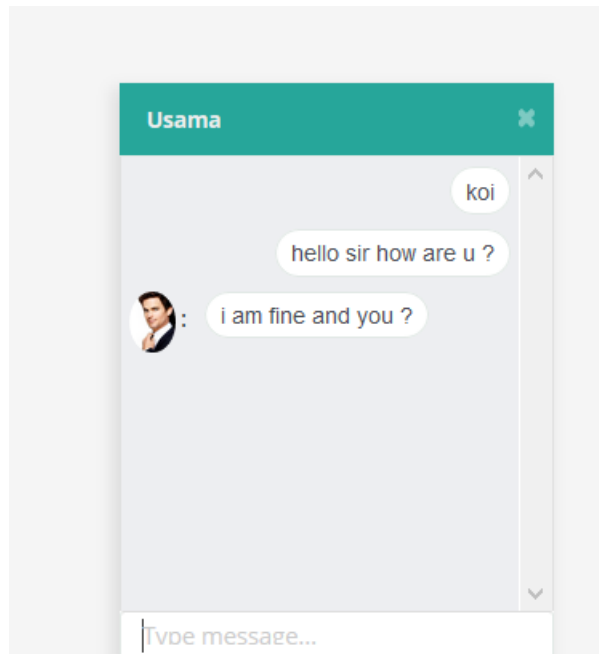 Usama
koi
hello sir how are u ?
: i am fine and you ?
Type message...